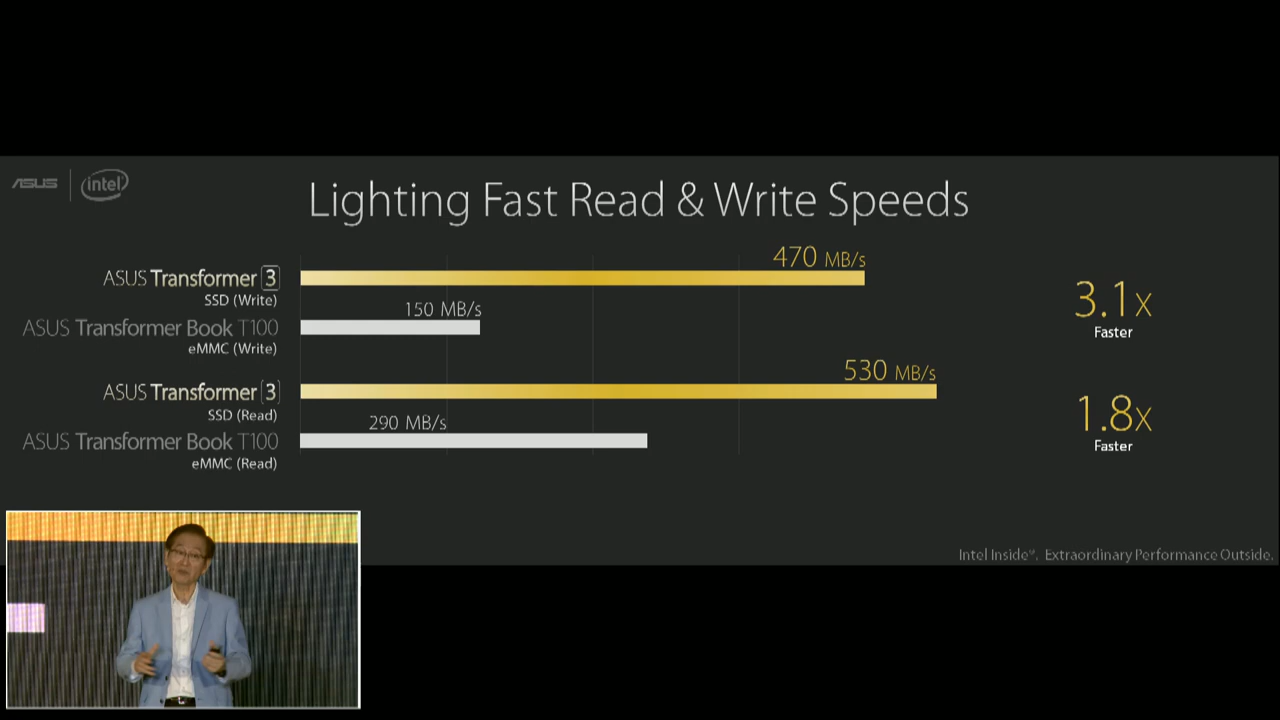 ASUS
intel
Lighting Fast Read & Write Speeds
ASUS Transformer 3
SSD (Write)
470 MB/s
ASUS Transformer Book T100
eMMC (Write)
150 MB/s
3.1x
Faster
ASUS Transformer 3
SSD (Read)
530 MB/s
ASUS Transformer Book T100
eMMC (Read)
290 MB/s
1.8x
Faster
Intel Inside℠. Extraordinary Performance Outside.